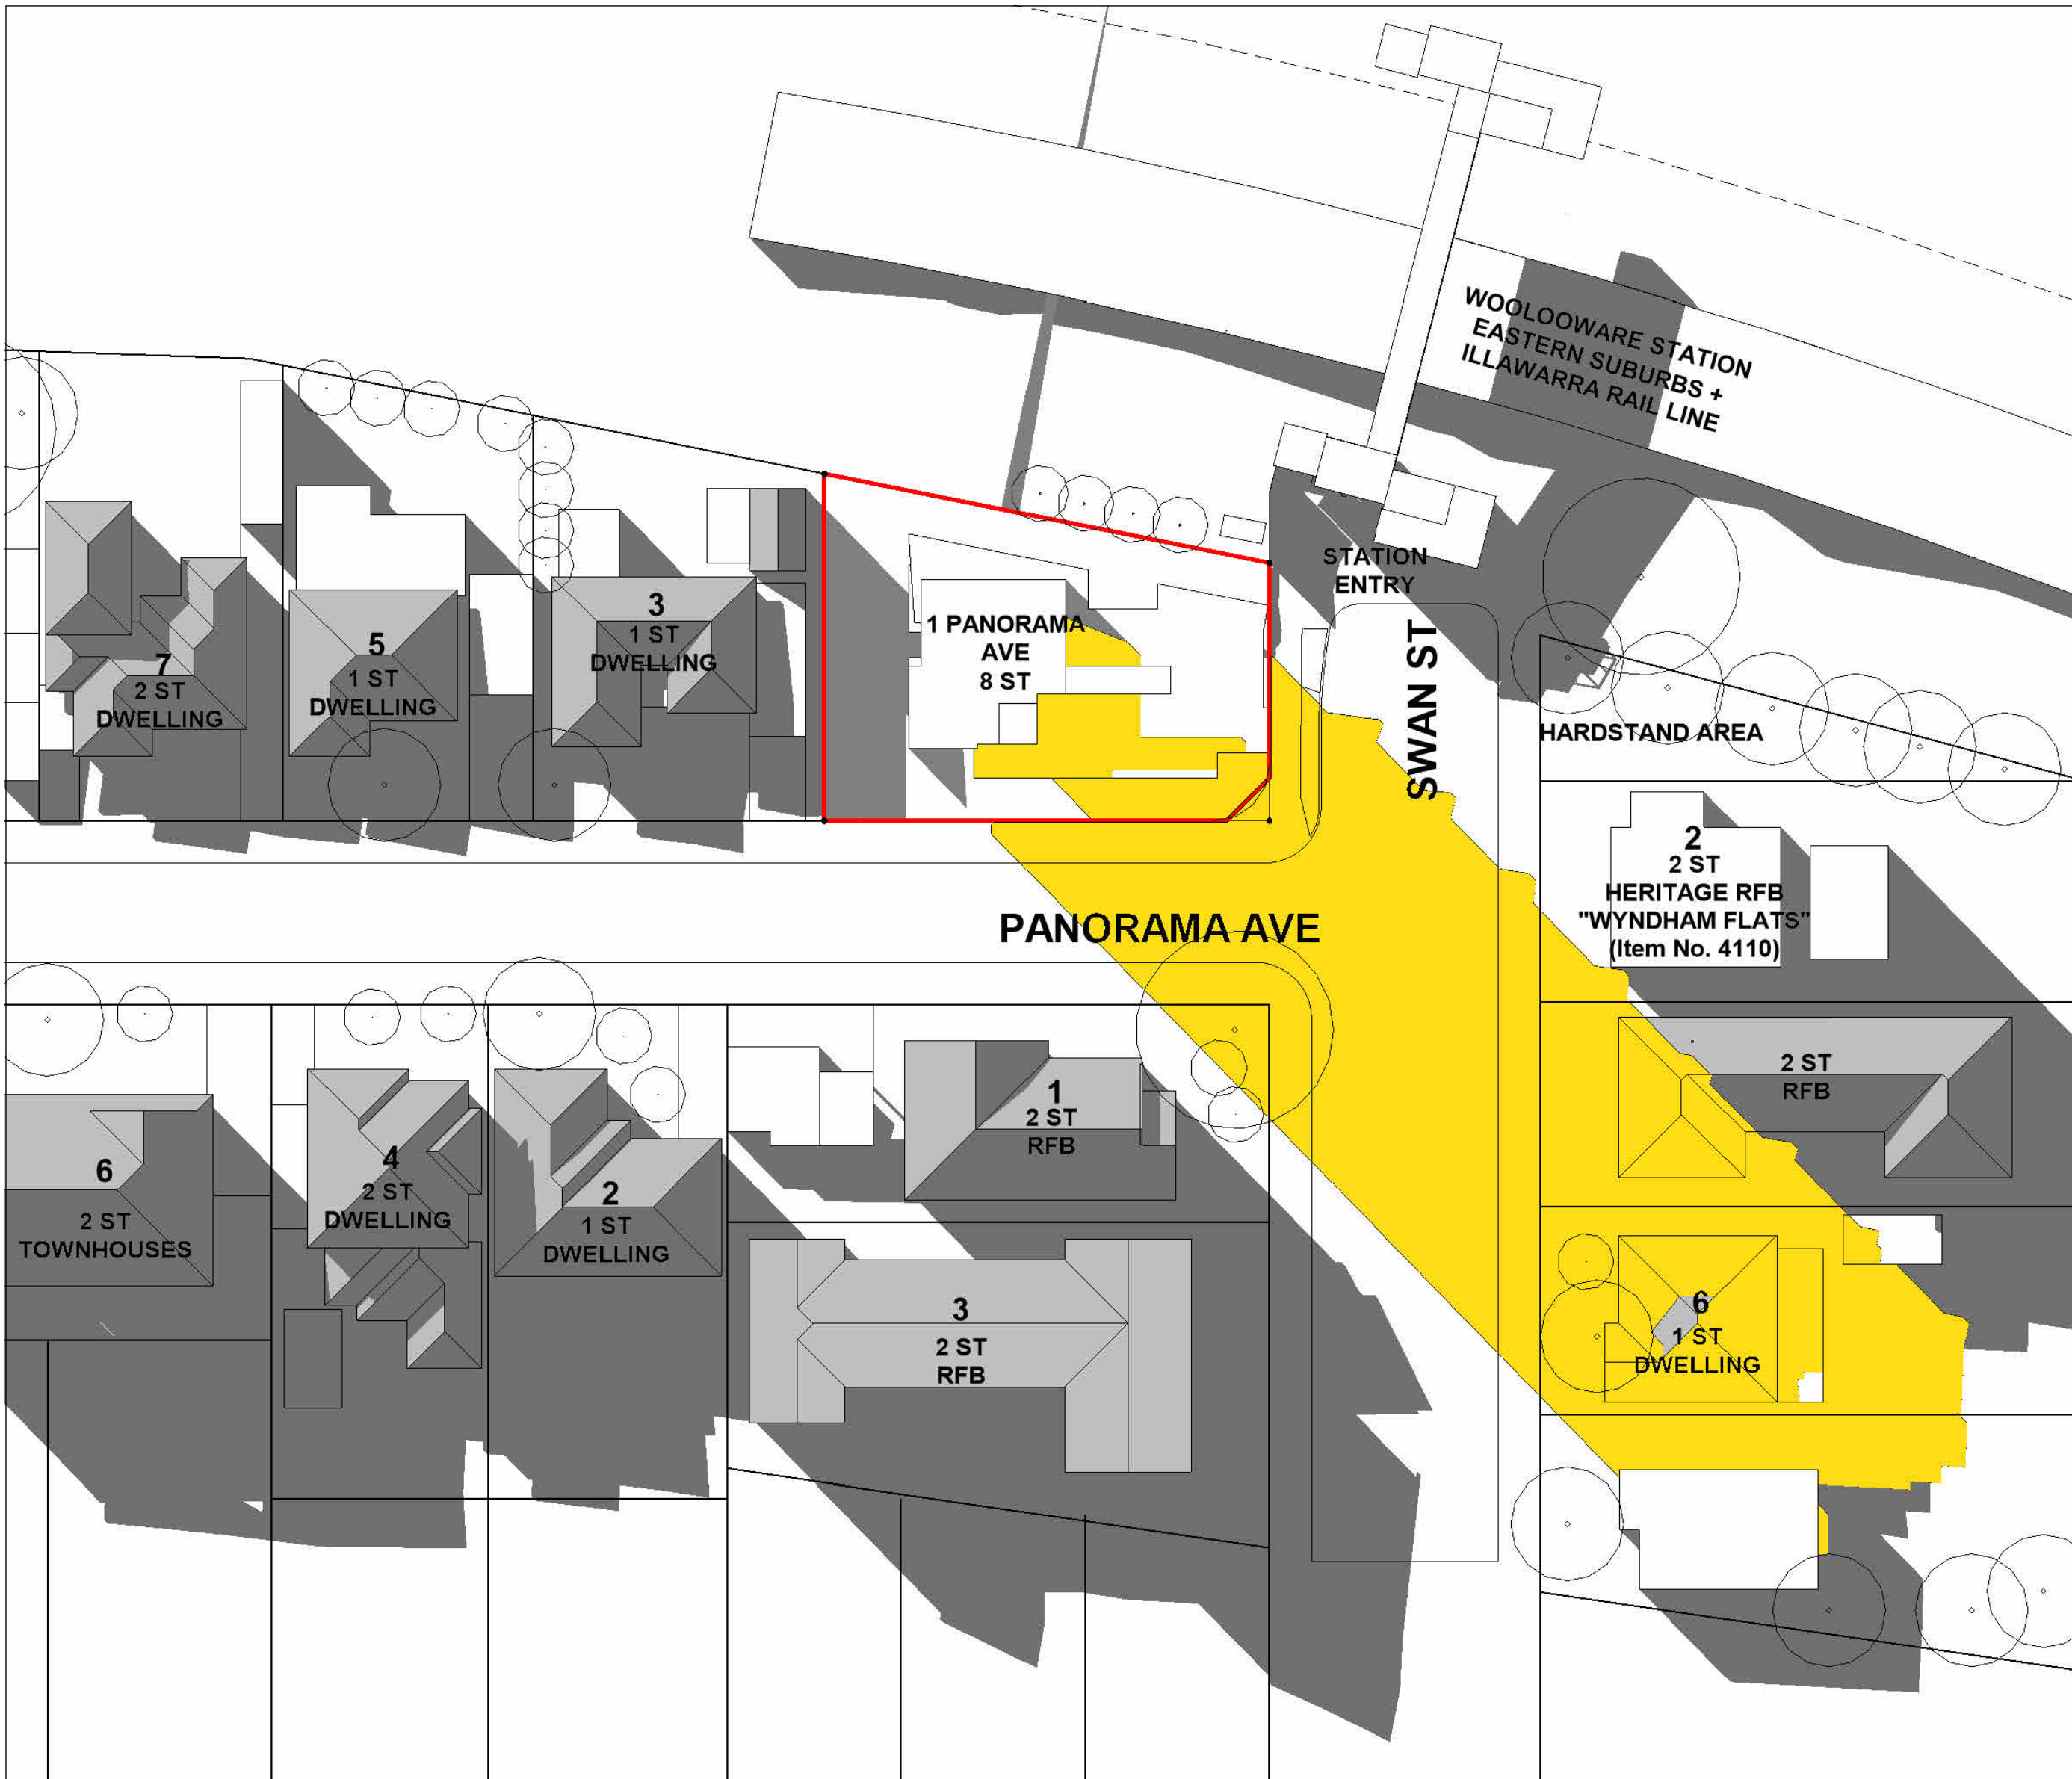 WOOLOOWARE STATION
EASTERN SUBURBS +
ILLAWARRA RAIL LINE
STATION
ENTRY
SWAN ST
HARDSTAND AREA
7
2 ST
DWELLING
5
1 ST
DWELLING
3
1 ST
DWELLING
1 PANORAMA
AVE
8 ST
2
2 ST
HERITAGE RFB
"WYNDHAM FLATS"
(Item No. 4110)
PANORAMA AVE
6
2 ST
TOWNHOUSES
4
2 ST
DWELLING
2
1 ST
DWELLING
1
2 ST
RFB
2 ST
RFB
3
2 ST
RFB
6
1 ST
DWELLING